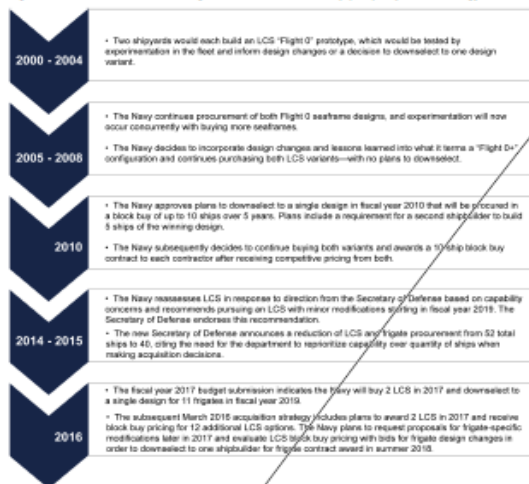 2000 - 2004
• Two shipyards would each build an LCS "Flight 0" prototype, which would be tested by
experimentation in the fleet and inform design changes or a decision to downselect to one design
variant.
2005 - 2008
• The Navy continues procurement of both Flight 0 seaframe designs, and experimentation will now
occur concurrently with buying more seaframes.
• The Navy decides to incorporate design changes and lessons learned into what it terms a "Flight 0+"
configuration and continues purchasing both LCS variants—with no plans to downselect.
2010
• The Navy approves plans to downselect to a single design in fiscal year 2010 that will be procured in
a block buy of up to 10 ships over 5 years. Plans include a requirement for a second shipbuilder to build
5 ships of the winning design.
• The Navy subsequently decides to continue buying both variants and awards a 10 ship block buy
contract to each contractor after receiving competitive pricing from both.
2014 - 2015
• The Navy reassesses LCS in response to direction from the Secretary of Defense based on capability
concerns and recommends pursuing an LCS with minor modifications starting in fiscal year 2019. The
Secretary of Defense endorses this recommendation.
• The new Secretary of Defense announces a reduction of LCS and frigate procurement from 52 total
ships to 40, citing the need for the department to reprioritize capability over quantity of ships when
making acquisition decisions.
2016
• The fiscal year 2017 budget submission indicates the Navy will buy 2 LCS in 2017 and downselect to
a single design for 11 frigates in fiscal year 2019.
• The subsequent March 2016 acquisition strategy includes plans to award 2 LCS in 2017 and receive
block buy pricing for 12 additional LCS options. The Navy plans to request proposals for frigate-specific
modifications later in 2017 and evaluate LCS block buy pricing with bids for frigate design changes in
order to downselect to one shipbuilder for frigate contract award in summer 2018.